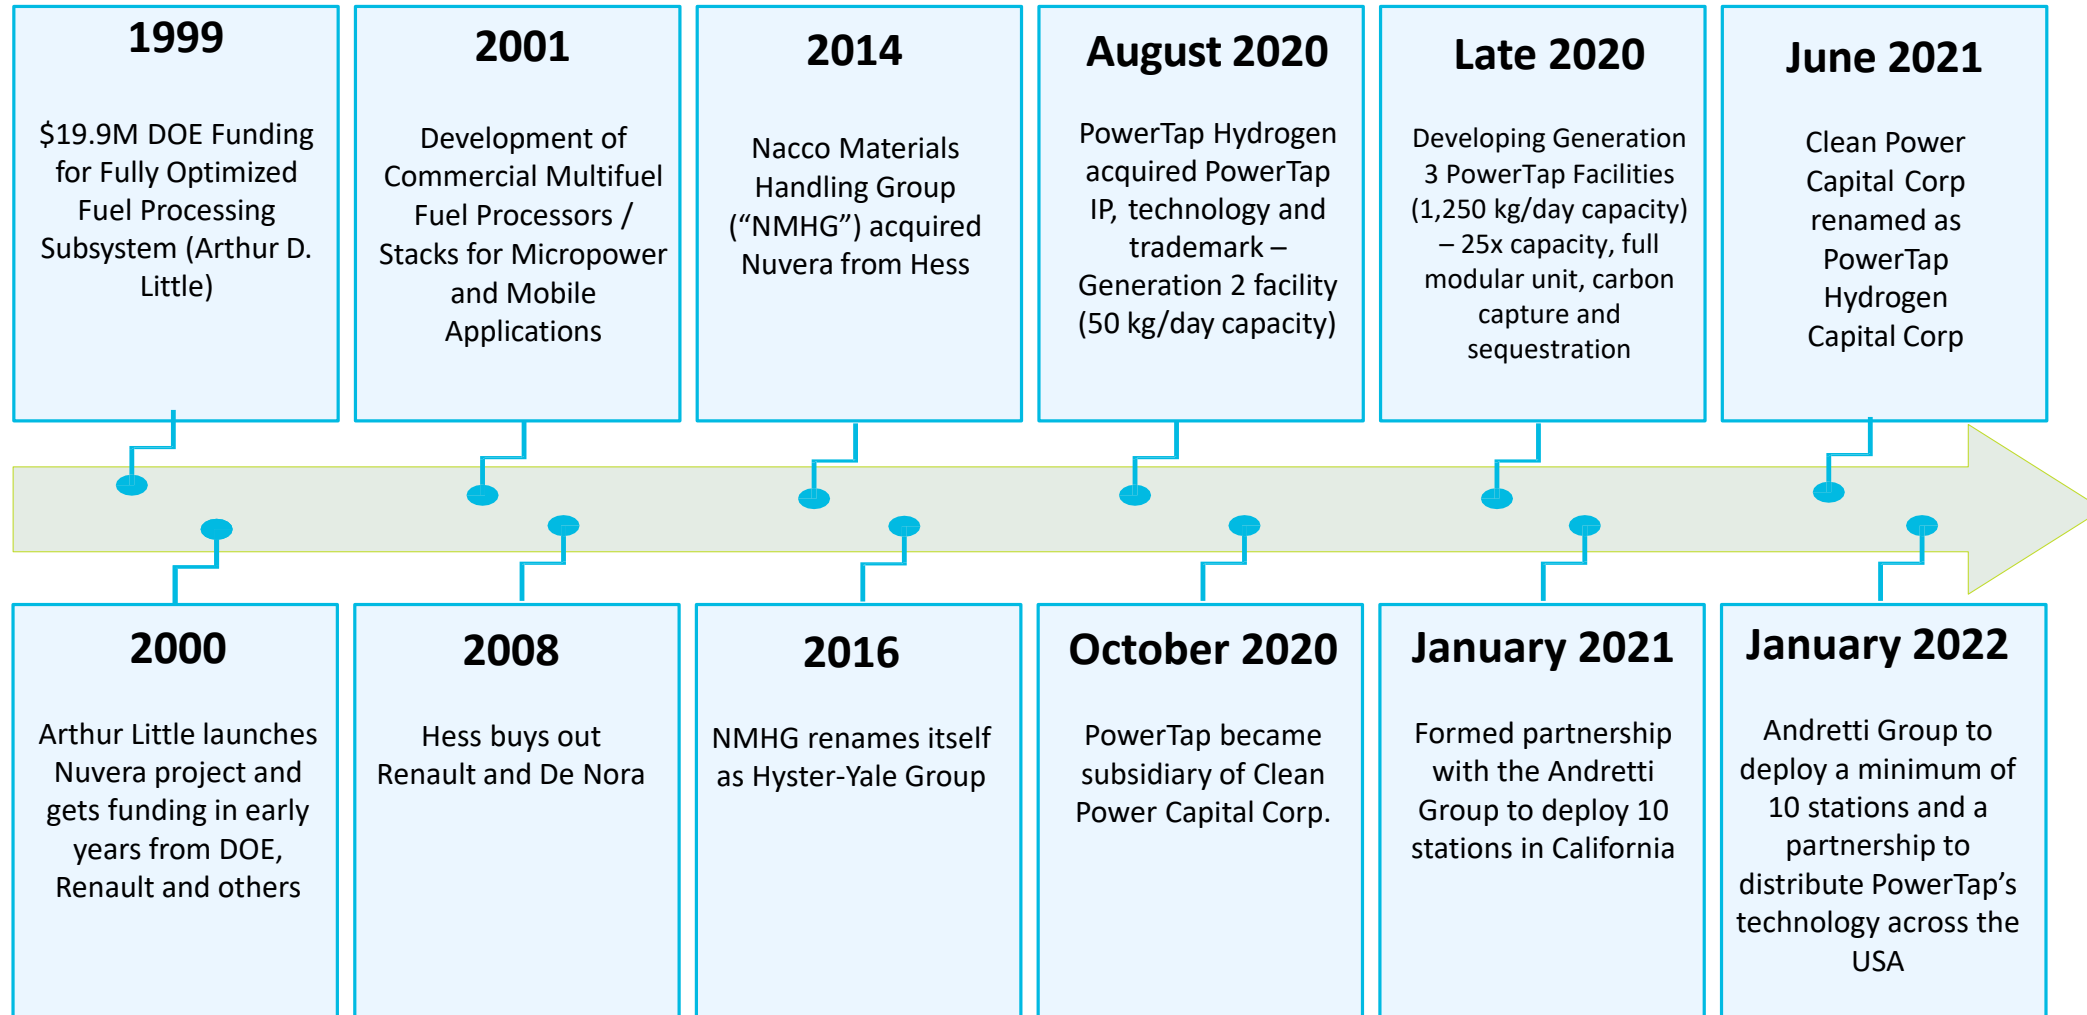 1999
$19.9M DOE Funding
for Fully Optimized
Fuel Processing
Subsystem (Arthur D.
Little)
2001
Development of
Commercial Multifuel
Fuel Processors /
Stacks for Micropower
and Mobile
Applications
2014
Nacco Materials
Handling Group
(“NMHG”) acquired
Nuvera from Hess
August 2020
PowerTap Hydrogen
acquired PowerTap
IP, technology and
trademark –
Generation 2 facility
(50 kg/day capacity)
Late 2020
Developing Generation
3 PowerTap Facilities
(1,250 kg/day capacity)
– 25x capacity, full
modular unit, carbon
capture and
sequestration
June 2021
Clean Power
Capital Corp
renamed as
PowerTap
Hydrogen
Capital Corp
2000
Arthur Little launches
Nuvera project and
gets funding in early
years from DOE,
Renault and others
2008
Hess buys out
Renault and De Nora
2016
NMHG renames itself
as Hyster-Yale Group
October 2020
PowerTap became
subsidiary of Clean
Power Capital Corp.
January 2021
Formed partnership
with the Andretti
Group to deploy 10
stations in California
January 2022
Andretti Group to
deploy a minimum of
10 stations and a
partnership to
distribute PowerTap’s
technology across the
USA